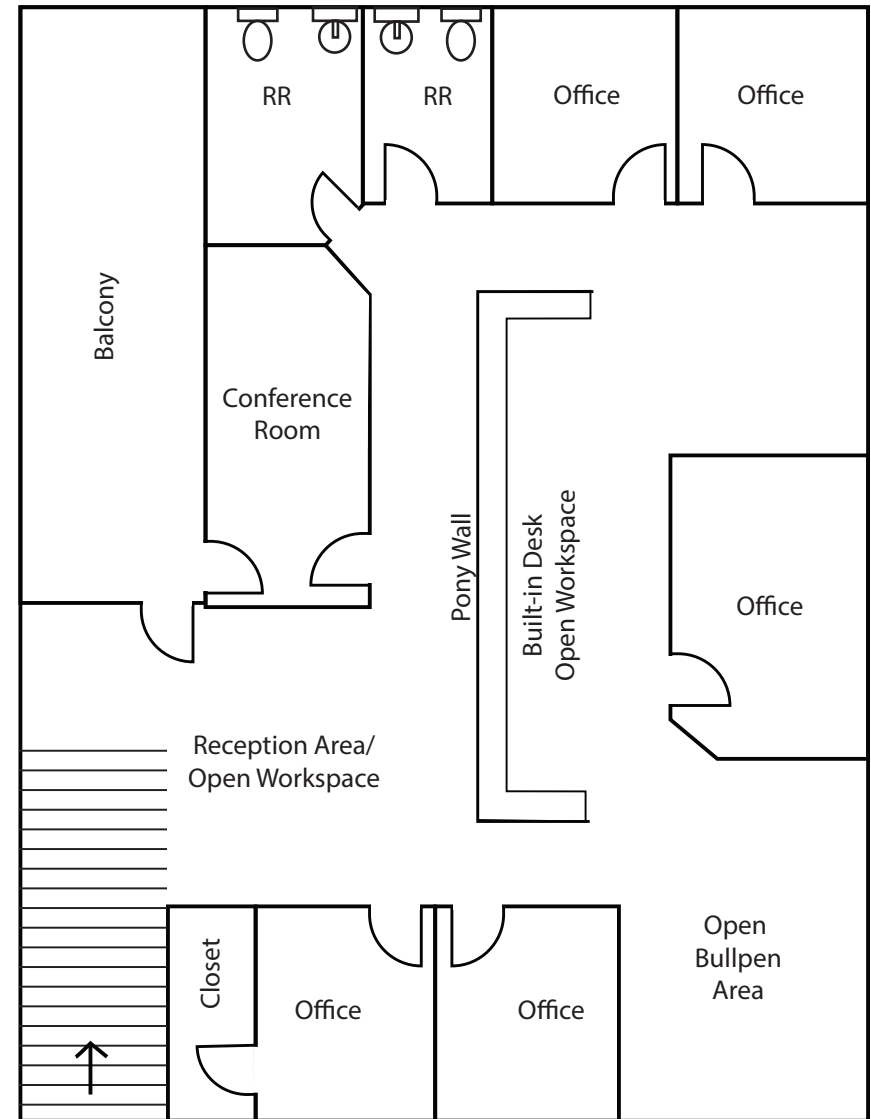 RR
RR
Office
Office
Balcony
Conference
Room
Pony Wall
Built-in Desk
Open Workspace
Office
Reception Area/
Open Workspace
Closet
Office
Office
Open
Bullpen
Area